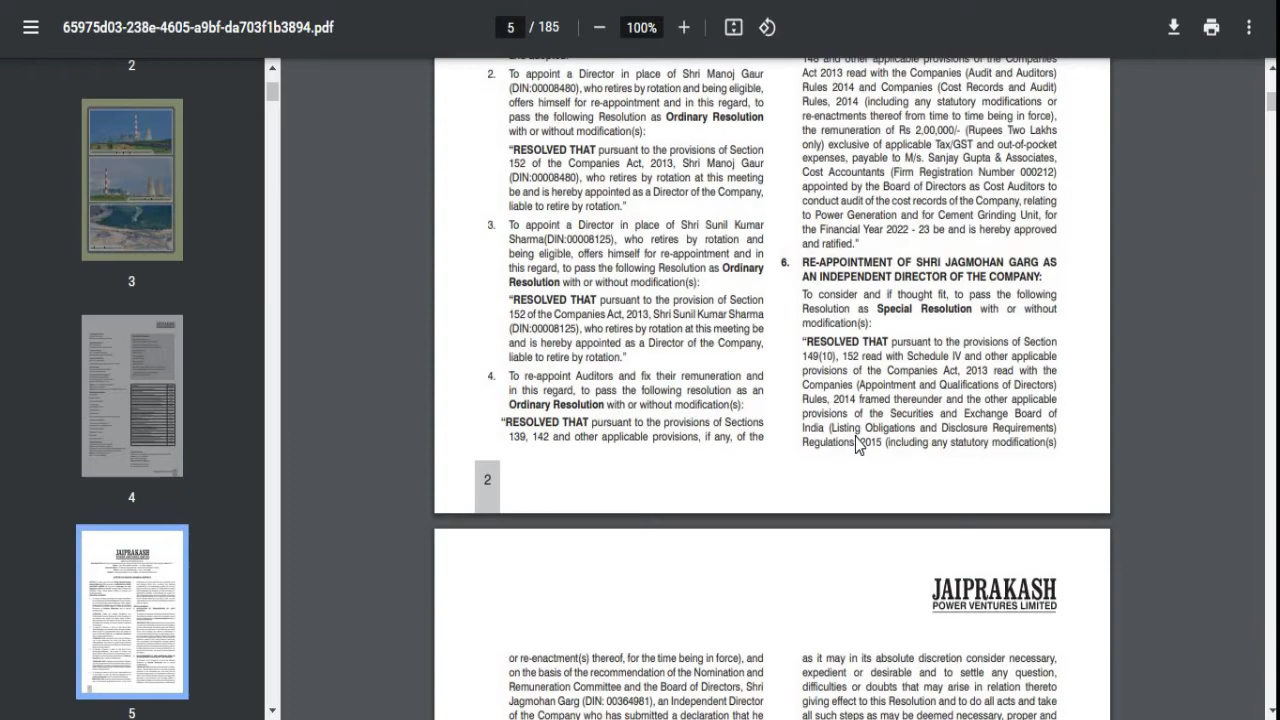 65975d03-238e-4605-a9bf-da703f1b3894.pdf
5 / 185
100%
2
3
4
JAIPRAKASH
5
2. To appoint a Director in place of Shri Manoj Gaur
(DIN:00008480), who retires by rotation and being eligible,
offers himself for re-appointment and in this regard, to
pass the following Resolution as Ordinary Resolution
with or without modification(s):
"RESOLVED THAT pursuant to the provisions of Section
152 of the Companies Act, 2013, Shri Manoj Gaur
(DIN:00008480), who retires by rotation at this meeting
be and is hereby appointed as a Director of the Company,
liable to retire by rotation."
3. To appoint a Director in place of Shri Sunil Kumar
Sharma(DIN:00008125), who retires by rotation and
being eligible, offers himself for re-appointment and in
this regard, to pass the following Resolution as Ordinary
Resolution with or without modification(s):
"RESOLVED THAT pursuant to the provision of Section
152 of the Companies Act, 2013, Shri Sunil Kumar Sharma
(DIN:00008125), who retires by rotation at this meeting be
and is hereby appointed as a Director of the Company,
liable to retire by rotation."
4. To re-appoint Auditors and fix their remuneration and
in this regard, to pass the following resolution as an
Ordinary Resolution with or without modification(s):
"RESOLVED THAT pursuant to the provisions of Sections
139, 142 and other applicable provisions, if any, of the
148 and other applicable provisions of the Companies
Act 2013 read with the Companies (Audit and Auditors)
Rules 2014 and Companies (Cost Records and Audit)
Rules, 2014 (including any statutory modifications or
re-enactments thereof from time to time being in force),
the remuneration of Rs 2,00,000/- (Rupees Two Lakhs
only) exclusive of applicable Tax/GST and out-of-pocket
expenses, payable to M/s. Sanjay Gupta & Associates,
Cost Accountants (Firm Registration Number 000212)
appointed by the Board of Directors as Cost Auditors to
conduct audit of the cost records of the Company, relating
to Power Generation and for Cement Grinding Unit, for
the Financial Year 2022 - 23 be and is hereby approved
and ratified."
6. RE-APPOINTMENT OF SHRI JAGMOHAN GARG AS
AN INDEPENDENT DIRECTOR OF THE COMPANY:
To consider and if thought fit, to pass the following
Resolution as Special Resolution with or without
modification(s):
"RESOLVED THAT pursuant to the provisions of Section
149(10), 152 read with Schedule IV and other applicable
provisions of the Companies Act, 2013 read with the
Companies (Appointment and Qualifications of Directors)
Rules, 2014 framed thereunder and the other applicable
provisions of the Securities and Exchange Board of
India (Listing Obligations and Disclosure Requirements)
Regulations, 2015 (including any statutory modification(s)
2
JAIPRAKASH
POWER VENTURES LIMITED
or re-enactment(s) thereof, for the time being in force), and
on the basis of the recommendation of the Nomination and
Remuneration Committee and the Board of Directors, Shri
Jagmohan Garg (DIN: 00364981), an Independent Director
of the Company who has submitted a declaration that he
as it may in its absolute discretion consider necessary,
expedient or desirable and to settle any question,
difficulties or doubts that may arise in relation thereto
giving effect to this Resolution and to do all acts and take
all such steps as may be deemed necessary, proper and